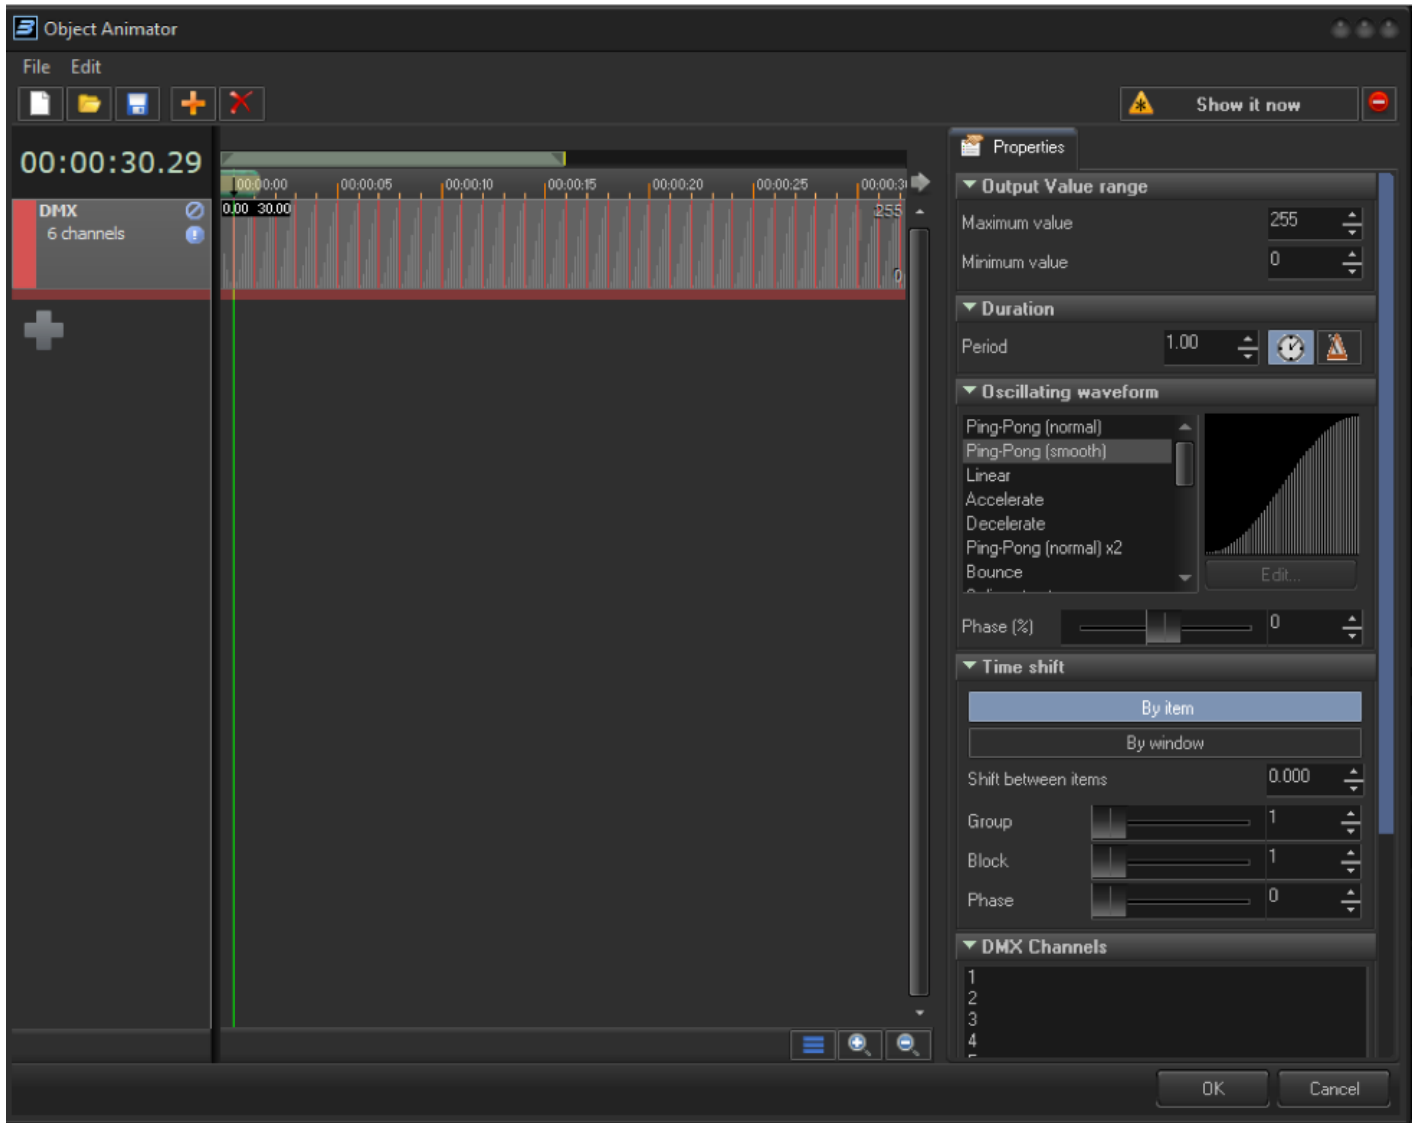 Object Animator
File Edit
Show it now
00:00:30.29
Properties
00:00:00 00:00:05 00:00:10 00:00:15 00:00:20 00:00:25
DMX
6 channels
0.00 30.00
255
0
Output Value range
Maximum value 255
Minimum value 0
Duration
Period 1.00
Oscillating waveform
Ping-Pong (normal)
Ping-Pong (smooth)
Linear
Accelerate
Decelerate
Ping-Pong (normal) x2
Bounce
Edit...
Phase (%) 0
Time shift
By item
By window
Shift between items 0.000
Group 1
Block 1
Phase 0
DMX Channels
1
2
3
4
OK Cancel